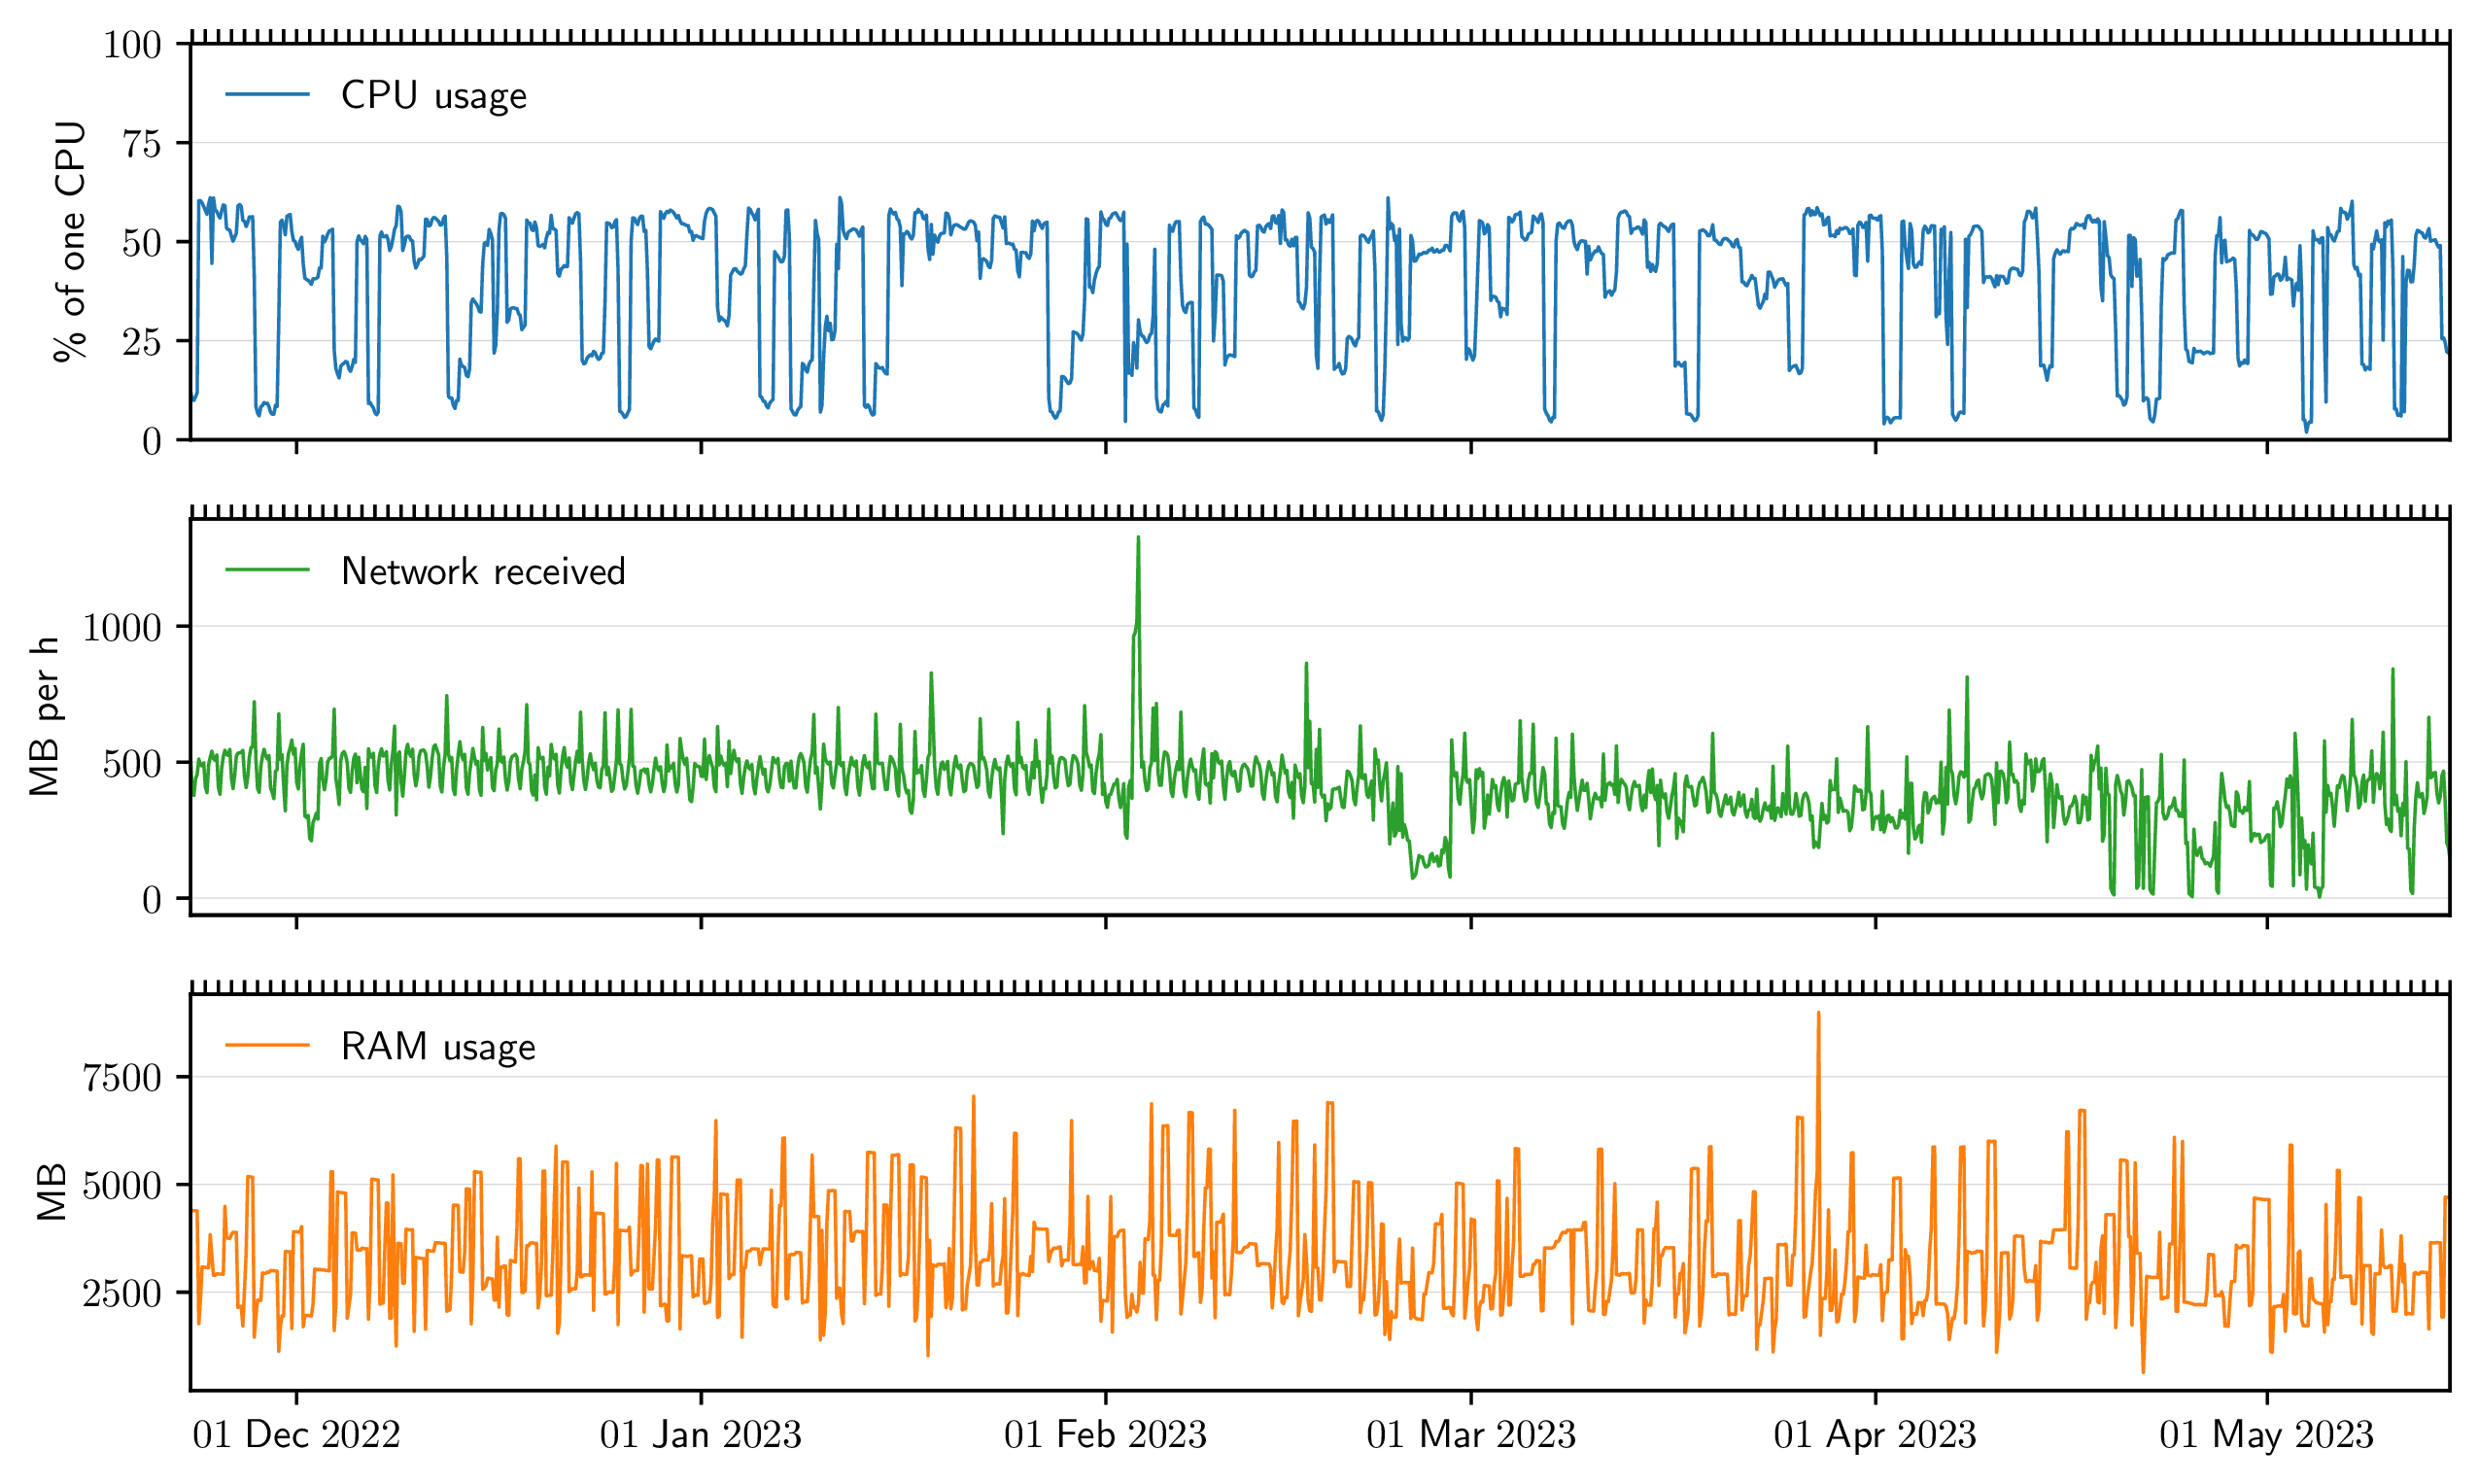 100
CPU usage
75
50
25
0
% of one CPU
Network received
1000
500
0
MB per h
RAM usage
7500
5000
2500
MB
01 Dec 2022 01 Jan 2023 01 Feb 2023 01 Mar 2023 01 Apr 2023 01 May 2023